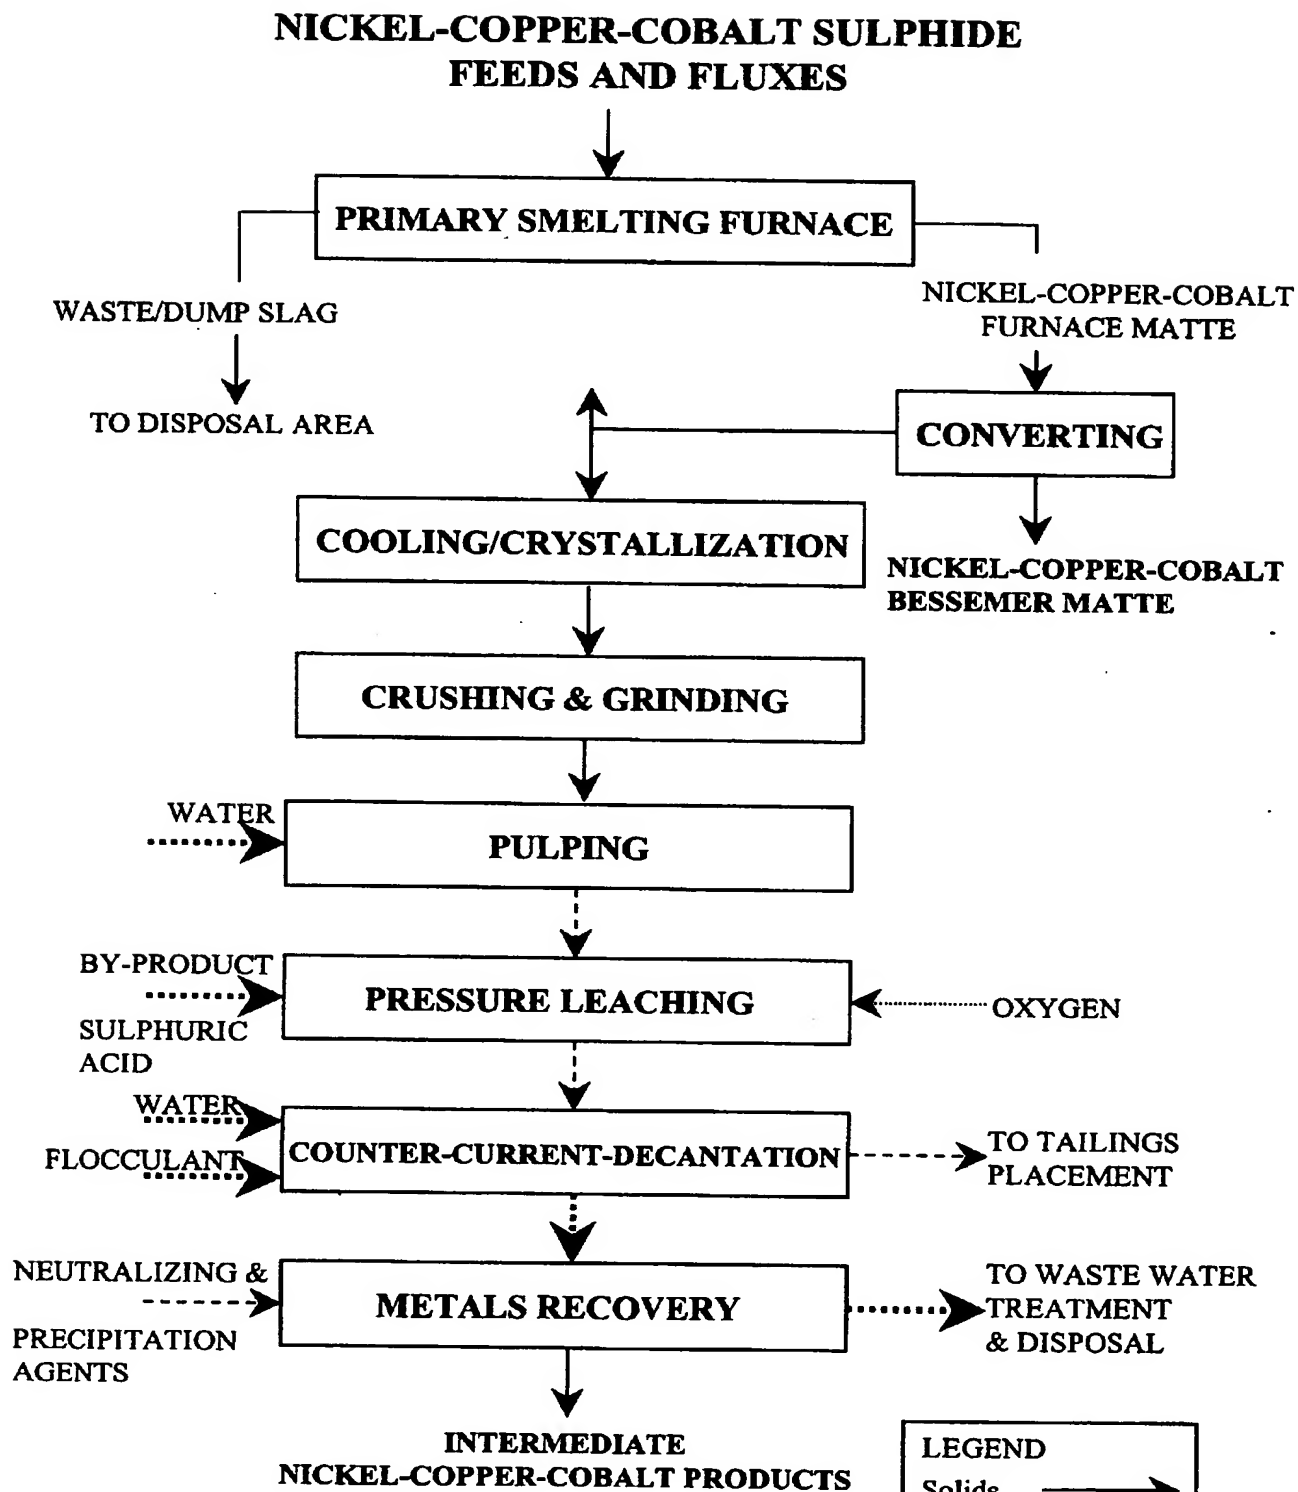 NICKEL-COPPER-COBALT SULPHIDE
FEEDS AND FLUXES
PRIMARY SMELTING FURNACE
WASTE/DUMP SLAG
NICKEL-COPPER-COBALT
FURNACE MATTE
TO DISPOSAL AREA
CONVERTING
COOLING/CRYSTALLIZATION
NICKEL-COPPER-COBALT
BESSEMER MATTE
CRUSHING & GRINDING
WATER
PULPING
BY-PRODUCT
SULPHURIC
ACID
PRESSURE LEACHING
OXYGEN
WATER
FLOCCULANT
COUNTER-CURRENT-DECANTATION
TO TAILINGS
PLACEMENT
NEUTRALIZING &
PRECIPITATION
AGENTS
METALS RECOVERY
TO WASTE WATER
TREATMENT
& DISPOSAL
INTERMEDIATE
NICKEL-COPPER-COBALT PRODUCTS
LEGEND
Solids